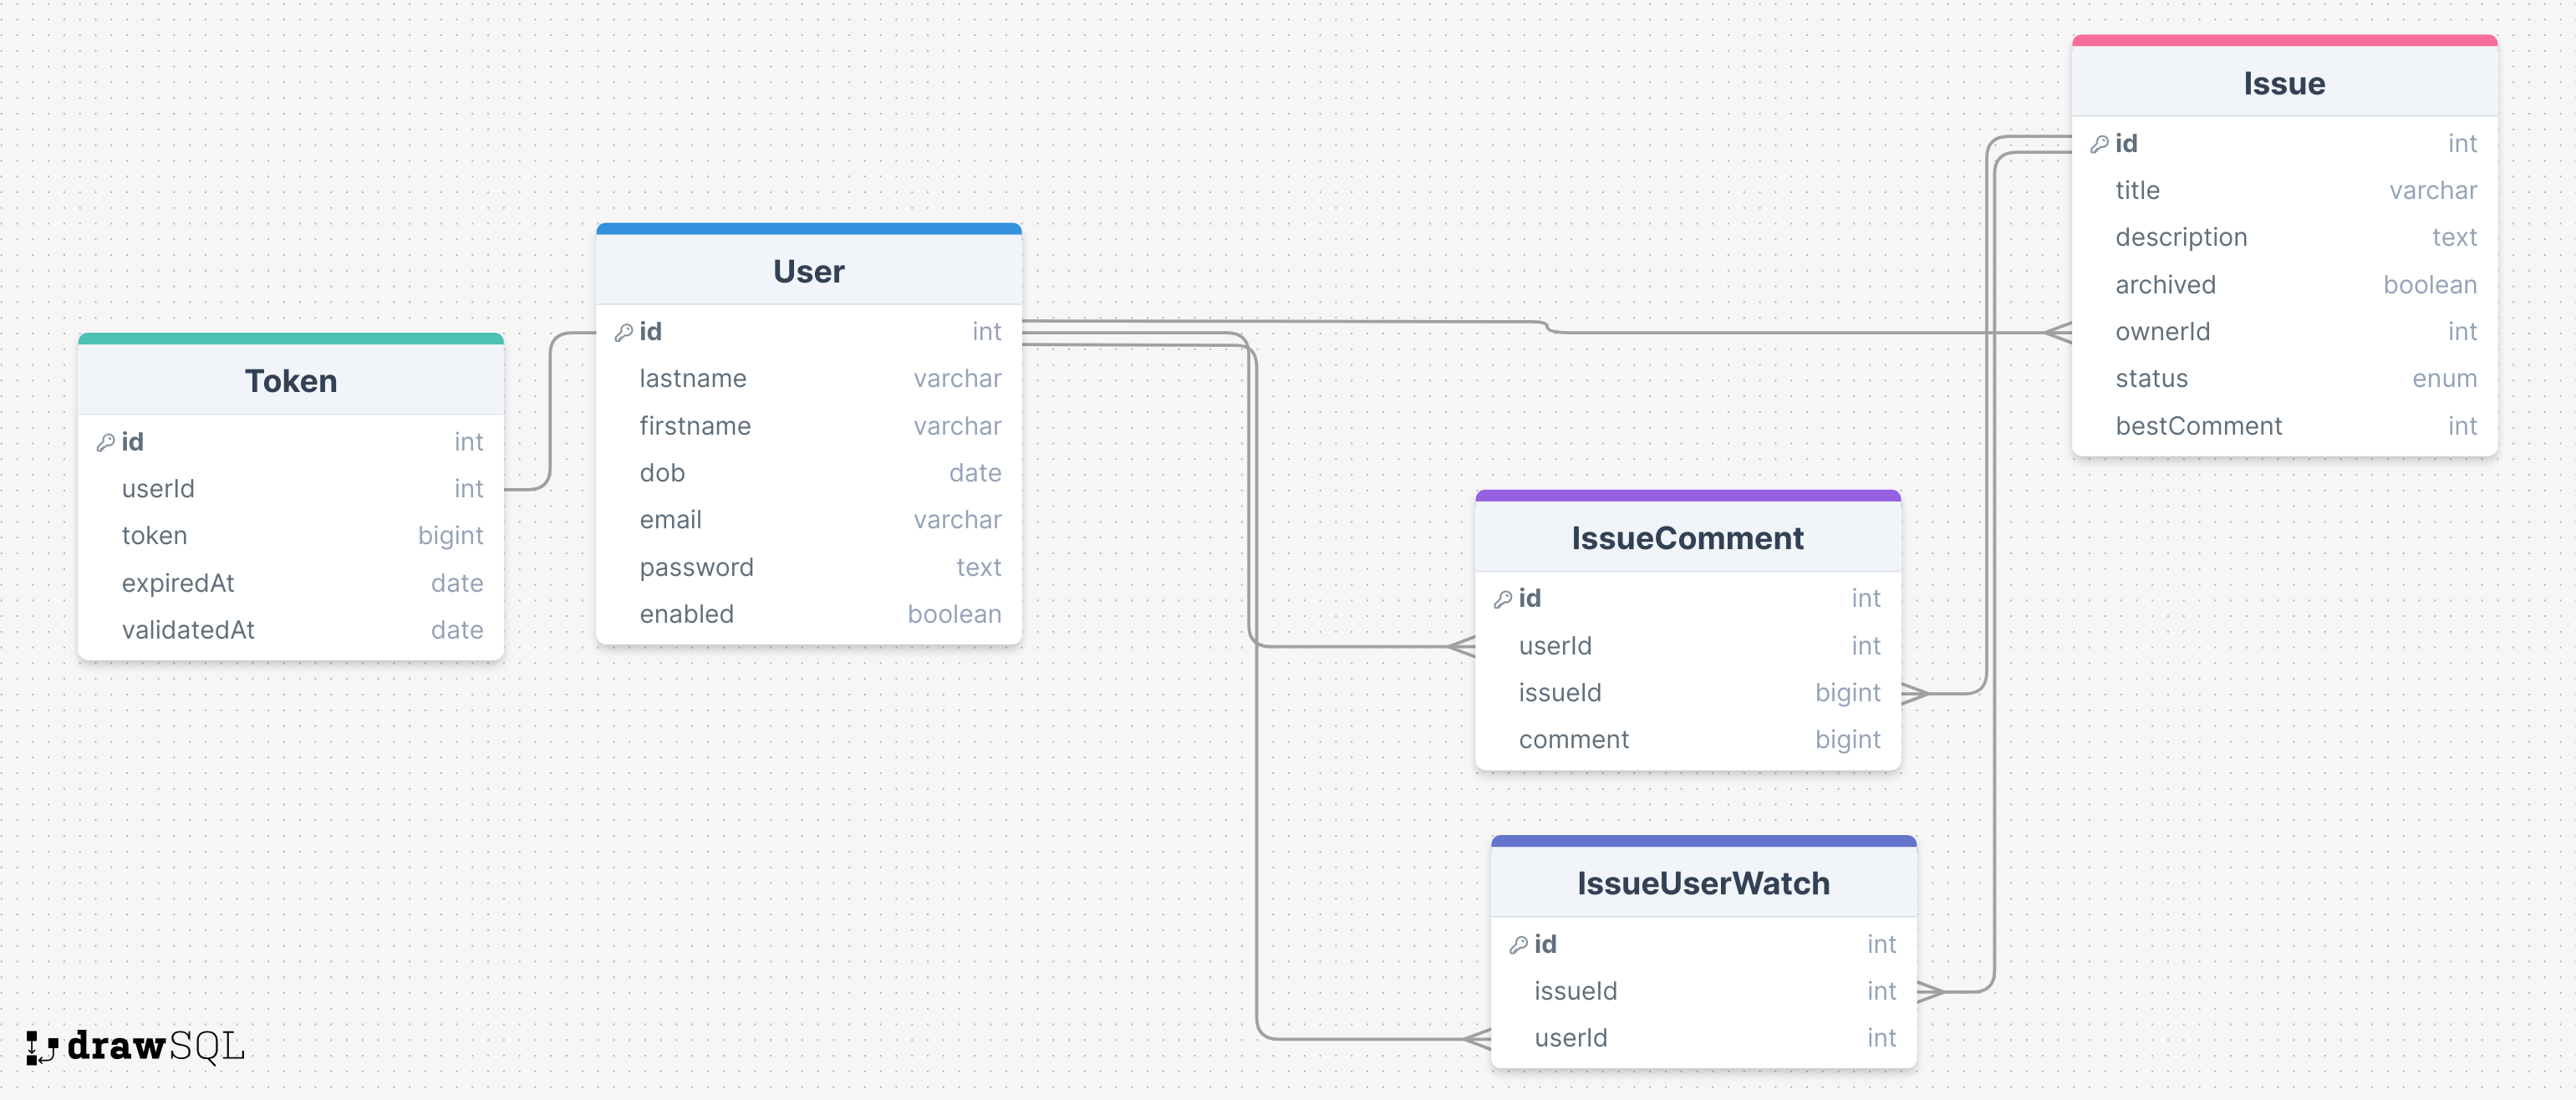 Token
id int
userId int
token bigint
expiredAt date
validatedAt date
User
id int
lastname varchar
firstname varchar
dob date
email varchar
password text
enabled boolean
Issue
id int
title varchar
description text
archived boolean
ownerId int
status enum
bestComment int
IssueComment
id int
userId int
issueId bigint
comment bigint
IssueUserWatch
id int
issueId int
userId int
drawSQL